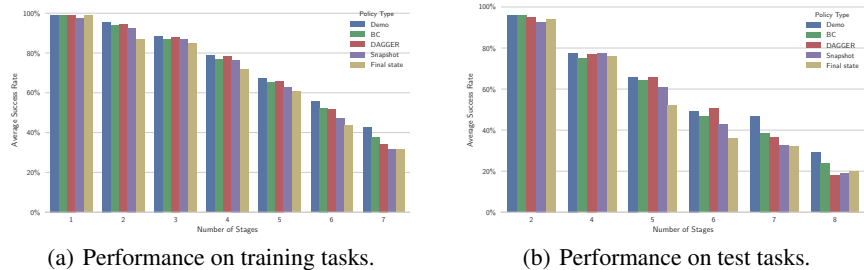 100%
80%
60%
40%
20%
0%
Average Success Rate
1 2 3 4 5 6 7
Number of Stages
Policy Type
Demo
BC
DAGGER
Snapshot
Final state
(a) Performance on training tasks.
100%
80%
60%
40%
20%
0%
Average Success Rate
2 4 5 6 7 8
Number of Stages
Policy Type
Demo
BC
DAGGER
Snapshot
Final state
(b) Performance on test tasks.